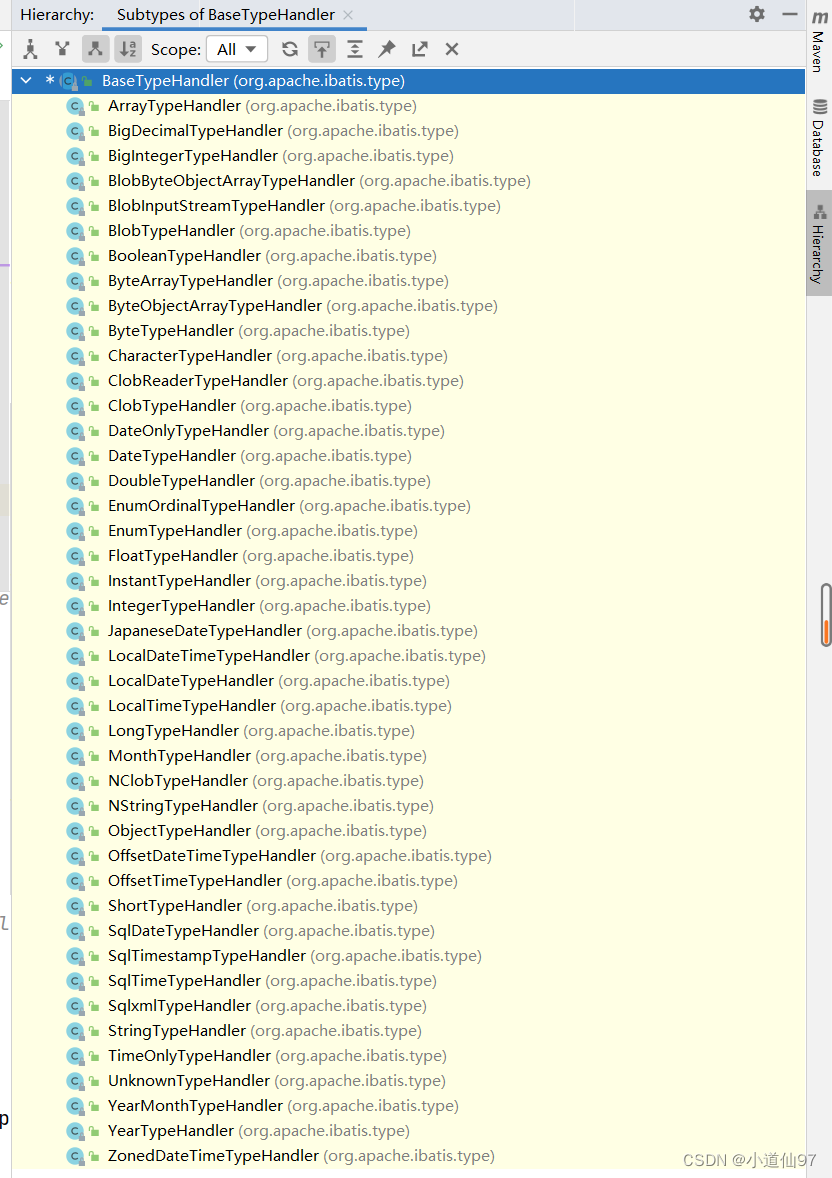 Hierarchy: Subtypes of BaseTypeHandler
Scope: All
* BaseTypeHandler (org.apache.ibatis.type)
ArrayTypeHandler (org.apache.ibatis.type)
BigDecimalTypeHandler (org.apache.ibatis.type)
BigIntegerTypeHandler (org.apache.ibatis.type)
BlobByteObjectArrayTypeHandler (org.apache.ibatis.type)
BlobInputStreamTypeHandler (org.apache.ibatis.type)
BlobTypeHandler (org.apache.ibatis.type)
BooleanTypeHandler (org.apache.ibatis.type)
ByteArrayTypeHandler (org.apache.ibatis.type)
ByteObjectArrayTypeHandler (org.apache.ibatis.type)
ByteTypeHandler (org.apache.ibatis.type)
CharacterTypeHandler (org.apache.ibatis.type)
ClobReaderTypeHandler (org.apache.ibatis.type)
ClobTypeHandler (org.apache.ibatis.type)
DateOnlyTypeHandler (org.apache.ibatis.type)
DateTypeHandler (org.apache.ibatis.type)
DoubleTypeHandler (org.apache.ibatis.type)
EnumOrdinalTypeHandler (org.apache.ibatis.type)
EnumTypeHandler (org.apache.ibatis.type)
FloatTypeHandler (org.apache.ibatis.type)
InstantTypeHandler (org.apache.ibatis.type)
IntegerTypeHandler (org.apache.ibatis.type)
JapaneseDateTypeHandler (org.apache.ibatis.type)
LocalDateTimeTypeHandler (org.apache.ibatis.type)
LocalDateTypeHandler (org.apache.ibatis.type)
LocalTimeTypeHandler (org.apache.ibatis.type)
LongTypeHandler (org.apache.ibatis.type)
MonthTypeHandler (org.apache.ibatis.type)
NClobTypeHandler (org.apache.ibatis.type)
NStringTypeHandler (org.apache.ibatis.type)
ObjectTypeHandler (org.apache.ibatis.type)
OffsetDateTimeTypeHandler (org.apache.ibatis.type)
OffsetTimeTypeHandler (org.apache.ibatis.type)
ShortTypeHandler (org.apache.ibatis.type)
SqlDateTypeHandler (org.apache.ibatis.type)
SqlTimestampTypeHandler (org.apache.ibatis.type)
SqlTimeTypeHandler (org.apache.ibatis.type)
SqlxmlTypeHandler (org.apache.ibatis.type)
StringTypeHandler (org.apache.ibatis.type)
TimeOnlyTypeHandler (org.apache.ibatis.type)
UnknownTypeHandler (org.apache.ibatis.type)
YearMonthTypeHandler (org.apache.ibatis.type)
YearTypeHandler (org.apache.ibatis.type)
ZonedDateTimeTypeHandler (org.apache.ibatis.type)
m Maven
Database
Hierarchy
e
l
p
CSDN @小道仙97